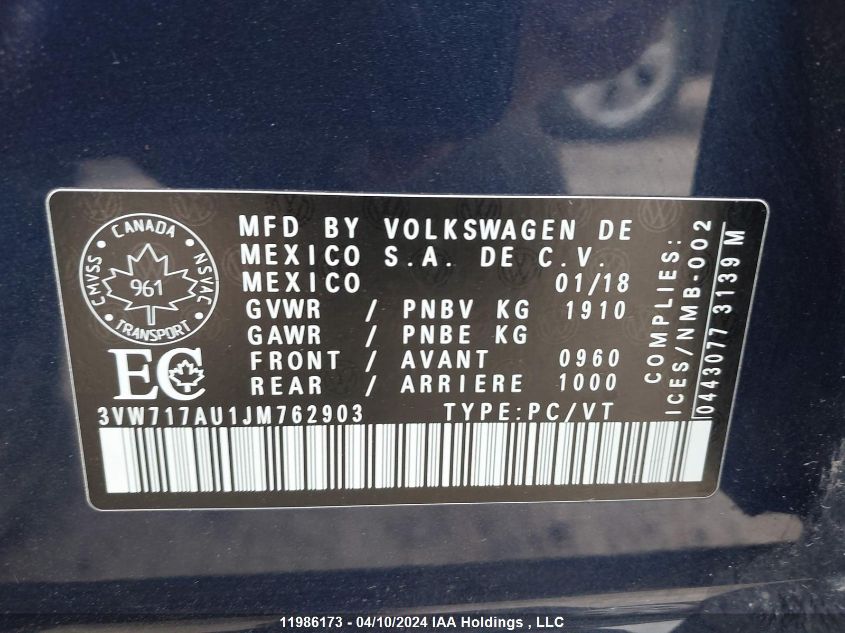 CANADA
CMVSS
NSVAC
961
TRANSPORT
EC
MFD BY VOLKSWAGEN DE
MEXICO S.A. DE C.V.
MEXICO 01/18
GVWR / PNBV KG 1910
GAWR / PNBE KG
FRONT / AVANT 0960
REAR / ARRIERE 1000
3VW717AU1JM762903 TYPE:PC/VT
COMPLIES:
ICES/NMB-002
0443077 3139 M
11986173 - 04/10/2024 IAA Holdings , LLC